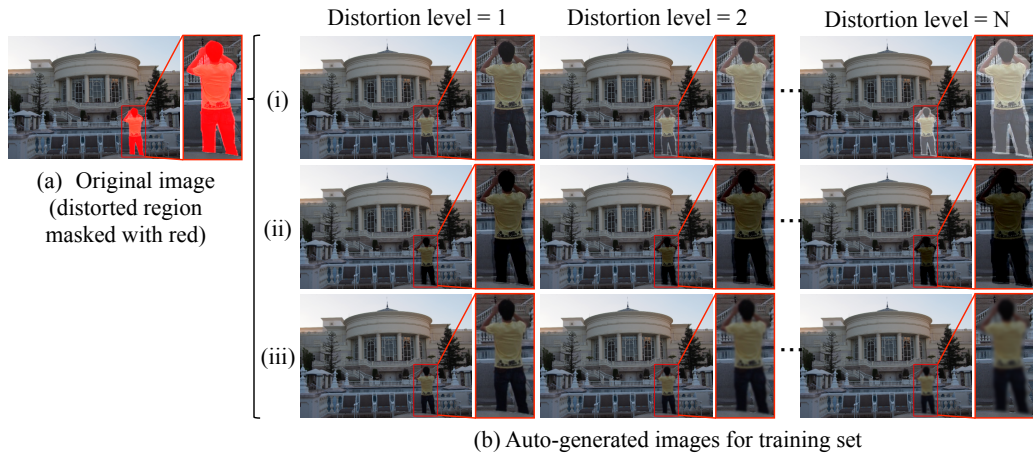 Distortion level = 1
Distortion level = 2
Distortion level = N
(i)
...
(a) Original image
(distorted region
masked with red)
(ii)
...
(iii)
...
(b) Auto-generated images for training set